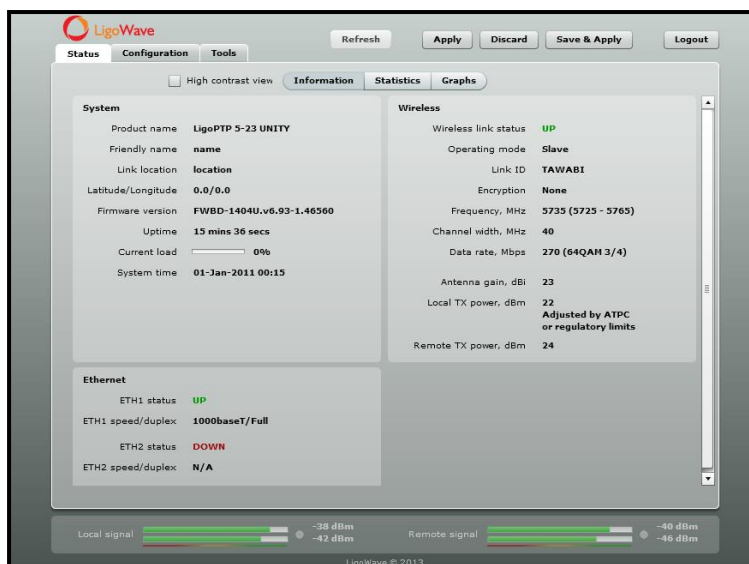 LigoWave
Refresh Apply Discard Save & Apply Logout
Status Configuration Tools
High contrast view Information Statistics Graphs
System
Product name LigoPTP 5-23 UNITY
Friendly name name
Link location location
Latitude/Longitude 0.0/0.0
Firmware version FWBD-1404U.v6.93-1.46560
Uptime 15 mins 36 secs
Current load 0%
System time 01-Jan-2011 00:15
Wireless
Wireless link status UP
Operating mode Slave
Link ID TAWABI
Encryption None
Frequency, MHz 5735 (5725 - 5765)
Channel width, MHz 40
Data rate, Mbps 270 (64QAM 3/4)
Antenna gain, dBi 23
Local TX power, dBm 22
Adjusted by ATPC
or regulatory limits
Remote TX power, dBm 24
Ethernet
ETH1 status UP
ETH1 speed/duplex 1000baseT/Full
ETH2 status DOWN
ETH2 speed/duplex N/A
Local signal -38 dBm
-42 dBm
Remote signal -40 dBm
-46 dBm
LigoWave © 2013